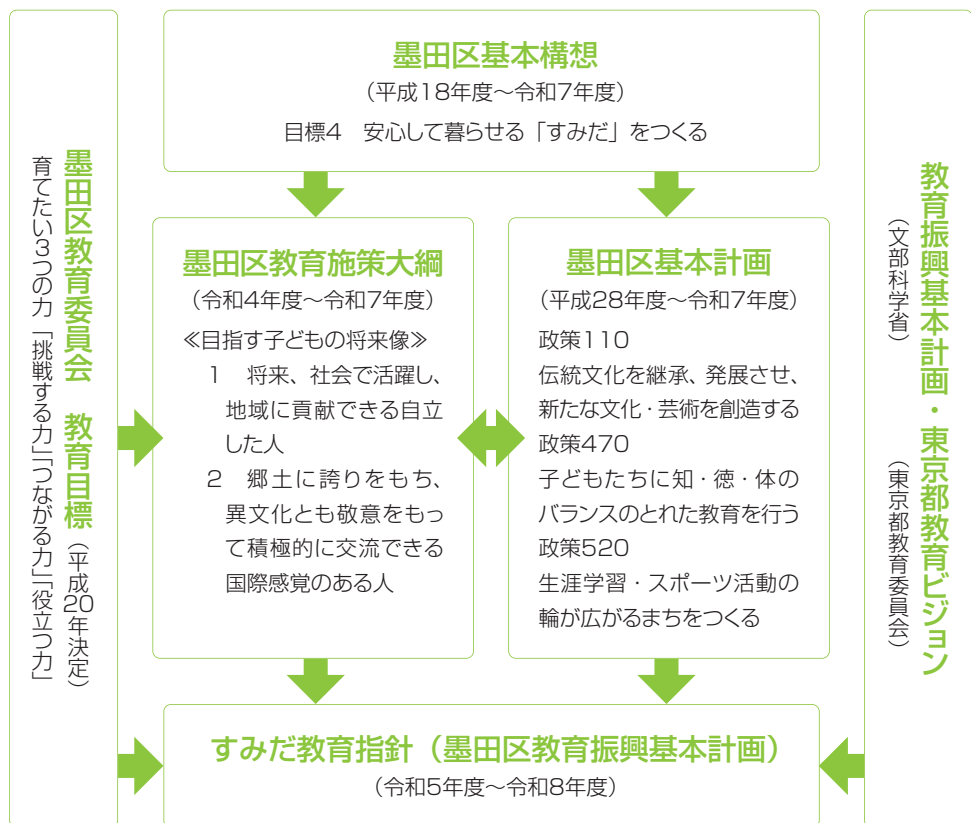 墨田区基本構想
（平成18年度～令和7年度）
目標4　安心して暮らせる「すみだ」をつくる
墨田区教育委員会　教育目標（平成20年決定）
育てたい3つの力「挑戦する力」「つながる力」「役立つ力」
墨田区教育施策大綱
（令和4年度～令和7年度）
≪目指す子どもの将来像≫
1　将来、社会で活躍し、
地域に貢献できる自立
した人
2　郷土に誇りをもち、
異文化とも敬意をもっ
て積極的に交流できる
国際感覚のある人
墨田区基本計画
（平成28年度～令和7年度）
政策110
伝統文化を継承、発展させ、
新たな文化・芸術を創造する
政策470
子どもたちに知・徳・体の
バランスのとれた教育を行う
政策520
生涯学習・スポーツ活動の
輪が広がるまちをつくる
教育振興基本計画・東京都教育ビジョン
（文部科学省）　（東京都教育委員会）
すみだ教育指針（墨田区教育振興基本計画）
（令和5年度～令和8年度）